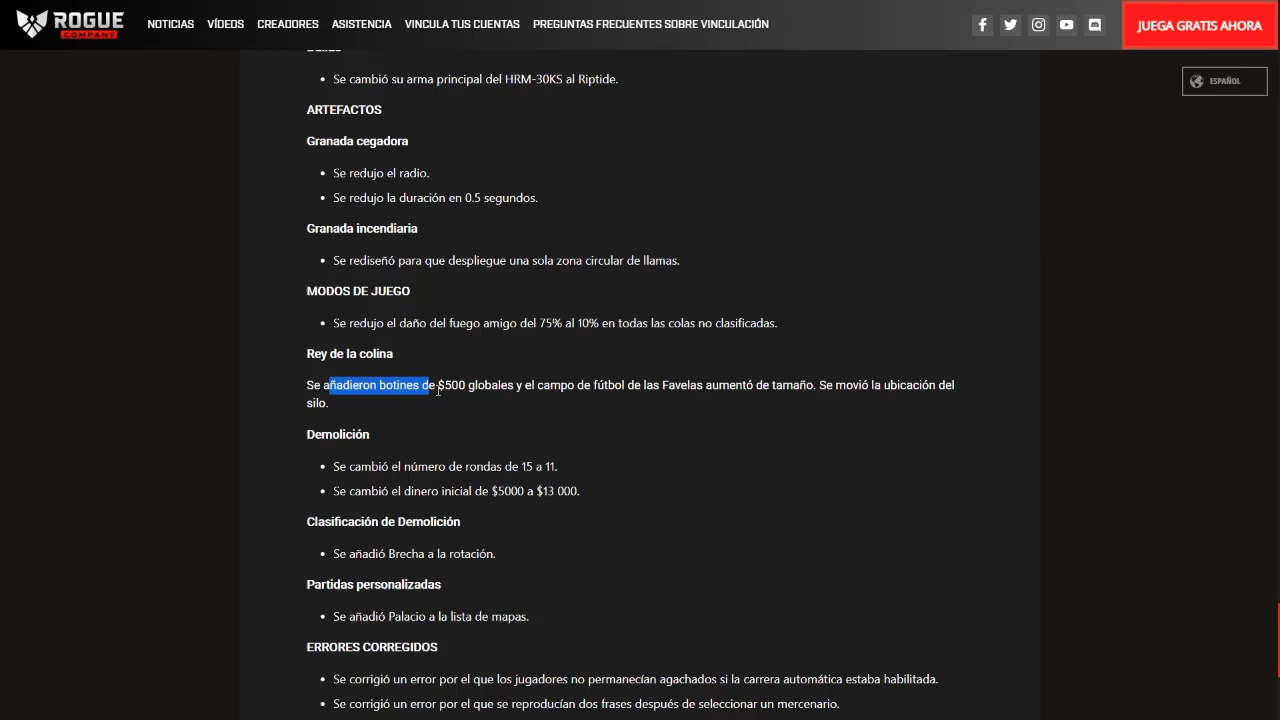 ROGUE
COMPANY
NOTICIAS VÍDEOS CREADORES ASISTENCIA VINCULA TUS CUENTAS PREGUNTAS FRECUENTES SOBRE VINCULACIÓN
JUEGA GRATIS AHORA
ESPAÑOL
• Se cambió su arma principal del HRM-30KS al Riptide.
ARTEFACTOS
Granada cegadora
• Se redujo el radio.
• Se redujo la duración en 0.5 segundos.
Granada incendiaria
• Se rediseñó para que despliegue una sola zona circular de llamas.
MODOS DE JUEGO
• Se redujo el daño del fuego amigo del 75% al 10% en todas las colas no clasificadas.
Rey de la colina
Se añadieron botines de $500 globales y el campo de fútbol de las Favelas aumentó de tamaño. Se movió la ubicación del
silo.
Demolición
• Se cambió el número de rondas de 15 a 11.
• Se cambió el dinero inicial de $5000 a $13 000.
Clasificación de Demolición
• Se añadió Brecha a la rotación.
Partidas personalizadas
• Se añadió Palacio a la lista de mapas.
ERRORES CORREGIDOS
• Se corrigió un error por el que los jugadores no permanecían agachados si la carrera automática estaba habilitada.
• Se corrigió un error por el que se reproducían dos frases después de seleccionar un mercenario.